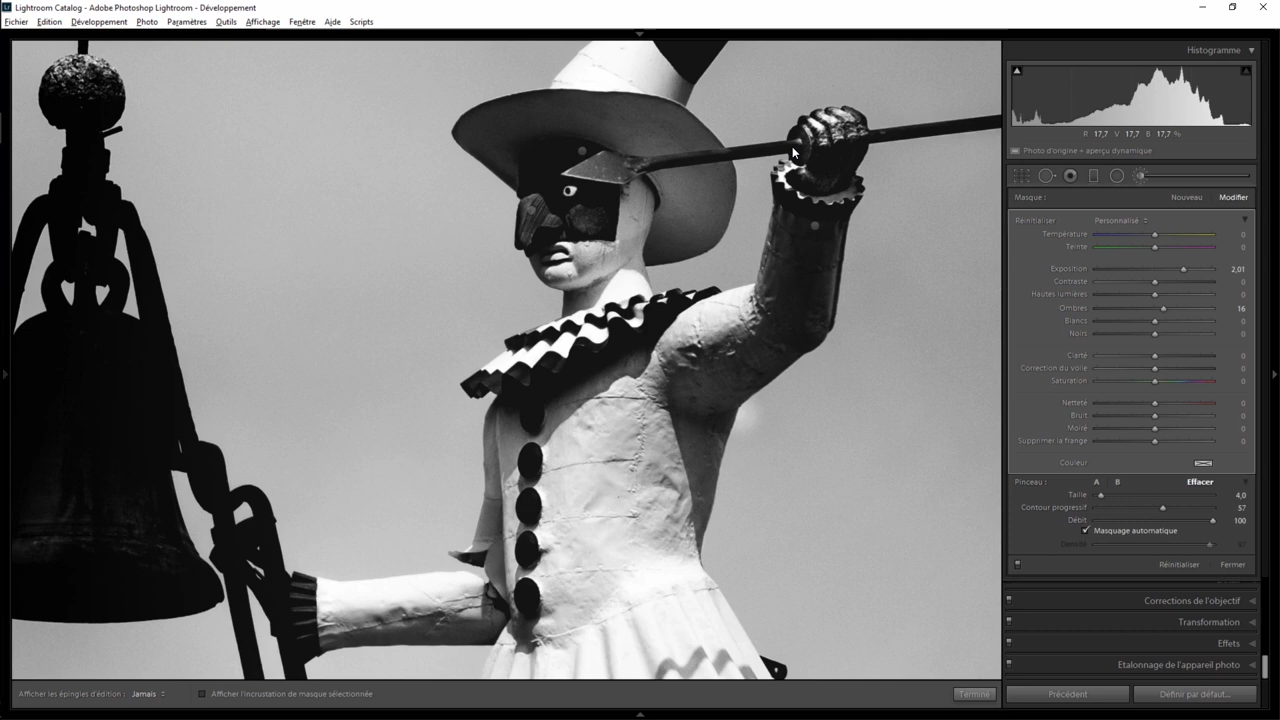 Lightroom Catalog - Adobe Photoshop Lightroom - Développement
Fichier Edition Développement Photo Paramètres Outils Affichage Fenêtre Aide Scripts
Histogramme
R 17,7 V 17,7 B 17,7 %
Photo d'origine + aperçu dynamique
Masque : Nouveau Modifier
Réinitialiser Personnalisé
Température 0
Teinte 0
Exposition 2,01
Contraste 0
Hautes lumières 0
Ombres 16
Blancs 0
Noirs 0
Clarté 0
Correction du voile 0
Saturation 0
Netteté 0
Bruit 0
Moiré 0
Supprimer la frange 0
Couleur
Pinceau : A B Effacer
Taille 4,0
Contour progressif 57
Débit 100
Masquage automatique
Densité
Réinitialiser Fermer
Corrections de l'objectif
Transformation
Effets
Etalonnage de l'appareil photo
Afficher les épingles d'édition : Jamais Afficher l'incrustation de masque sélectionnée Terminé
Précédent Définir par défaut...